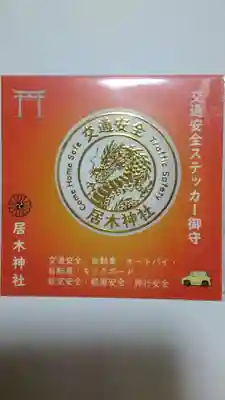 交通安全
Come Home Safe
Traffic Safety
居木神社
交通安全ステッカー御守
居木神社
交通安全：自動車・オートバイ・
自転車・キックボード
航空安全・航海安全・旅行安全